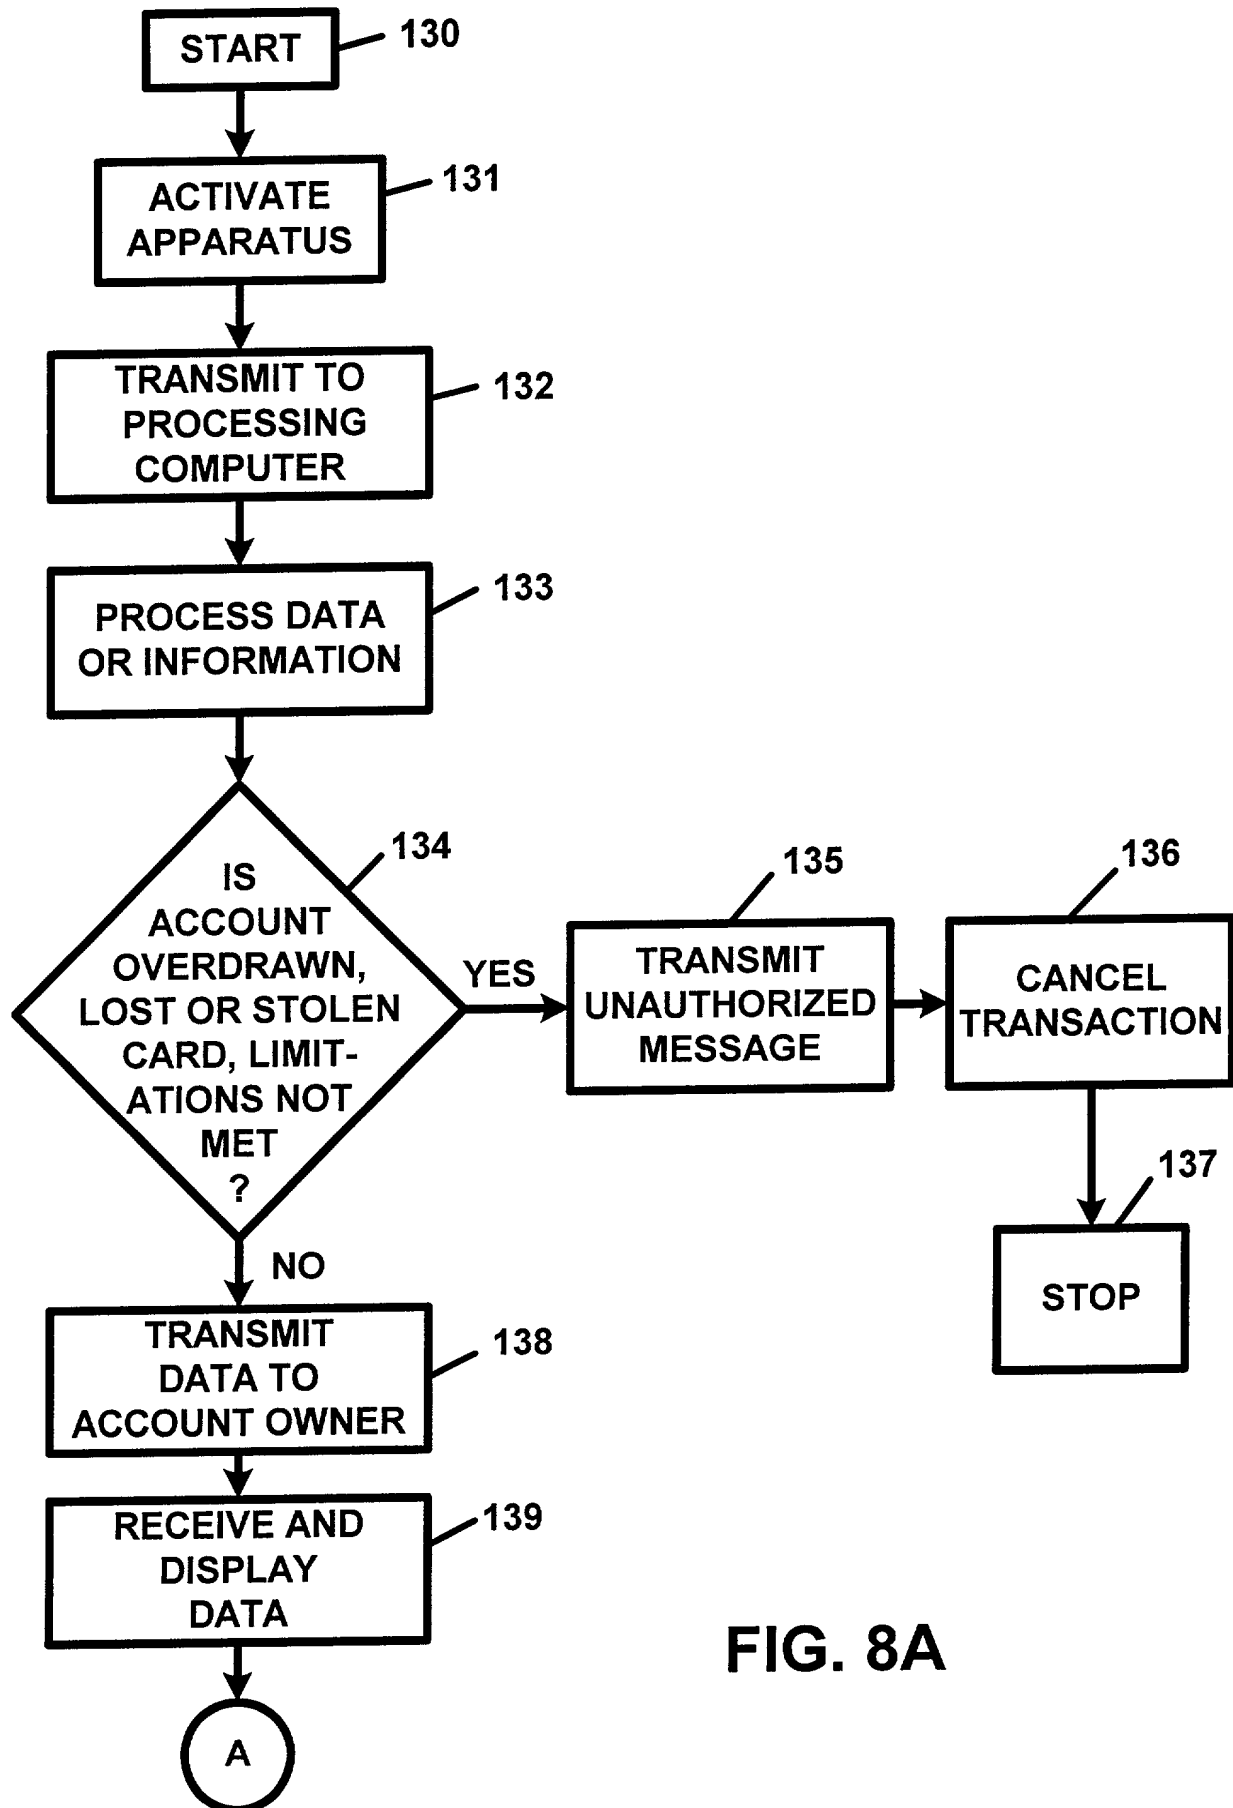 START
130
ACTIVATE
APPARATUS
131
TRANSMIT TO
PROCESSING
COMPUTER
132
PROCESS DATA
OR INFORMATION
133
IS
ACCOUNT
OVERDRAWN,
LOST OR STOLEN
CARD, LIMIT-
ATIONS NOT
MET
?
134
YES
TRANSMIT
UNAUTHORIZED
MESSAGE
135
CANCEL
TRANSACTION
136
STOP
137
NO
TRANSMIT
DATA TO
ACCOUNT OWNER
138
RECEIVE AND
DISPLAY
DATA
139
A
FIG. 8A